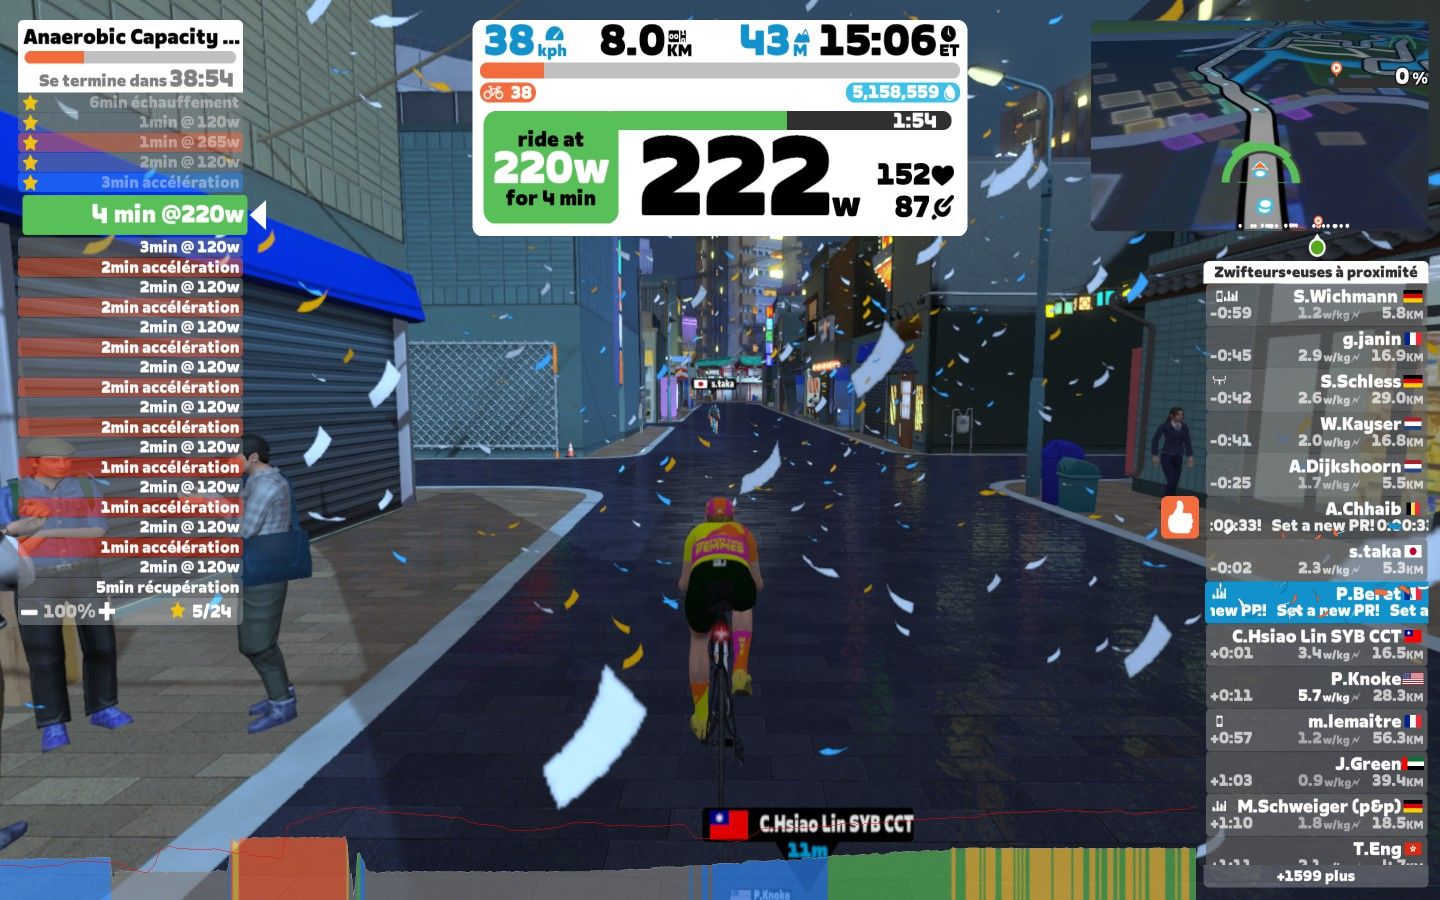 Anaerobic Capacity ...
Se termine dans 38:54
6min échauffement
1min @ 120w
1min @ 265w
2min @ 120w
3min accélération
4 min @220w
3min @ 120w
2min accélération
2min @ 120w
2min accélération
2min @ 120w
2min accélération
2min @ 120w
2min accélération
2min @ 120w
2min accélération
2min @ 120w
1min accélération
2min @ 120w
1min accélération
2min @ 120w
1min accélération
2min @ 120w
5min récupération
− 100% +
5/24
38 kph 8.0 KM 43 M 15:06 ET
38
5,158,559
1:54
ride at
220w
for 4 min
222w
152
87
0%
s.taka
FEMMES
C.Hsiao Lin SYB CCT
11m
P.Knoke
Zwifteurs•euses à proximité
S.Wichmann
-0:59 1.2w/kg 5.8KM
g.janin
-0:45 2.9w/kg 16.9KM
S.Schless
-0:42 2.6w/kg 29.0KM
W.Kayser
-0:41 2.0w/kg 16.8KM
A.Dijkshoorn
-0:25 1.7w/kg 5.5KM
A.Chhaib
:00:33! Set a new PR!
s.taka
-0:02 2.3w/kg 5.3KM
P.Beret
new PR! Set a new PR! Set a
C.Hsiao Lin SYB CCT
+0:01 3.4w/kg 16.5KM
P.Knoke
+0:11 5.7w/kg 28.3KM
m.lemaitre
+0:57 1.2w/kg 56.3KM
J.Green
+1:03 0.9w/kg 39.4KM
M.Schweiger (p&p)
+1:10 1.8w/kg 18.5KM
T.Eng
+1599 plus